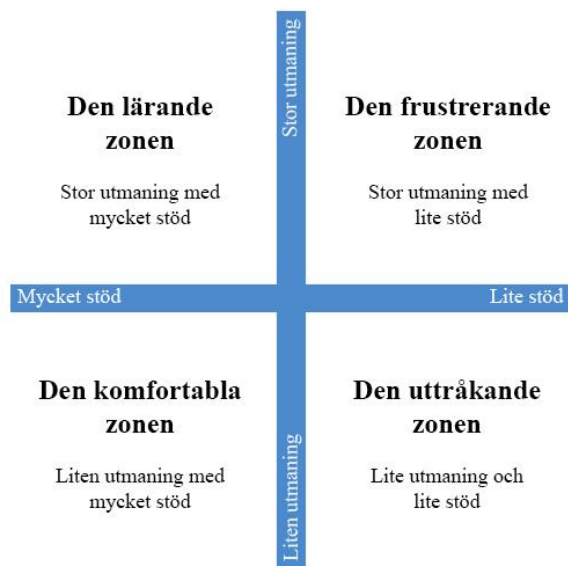 Stor utmaning
Den lärande
zonen
Stor utmaning med
mycket stöd
Den frustrerande
zonen
Stor utmaning med
lite stöd
Mycket stöd
Lite stöd
Den komfortabla
zonen
Liten utmaning med
mycket stöd
Den uttråkande
zonen
Lite utmaning och
lite stöd
Liten utmaning